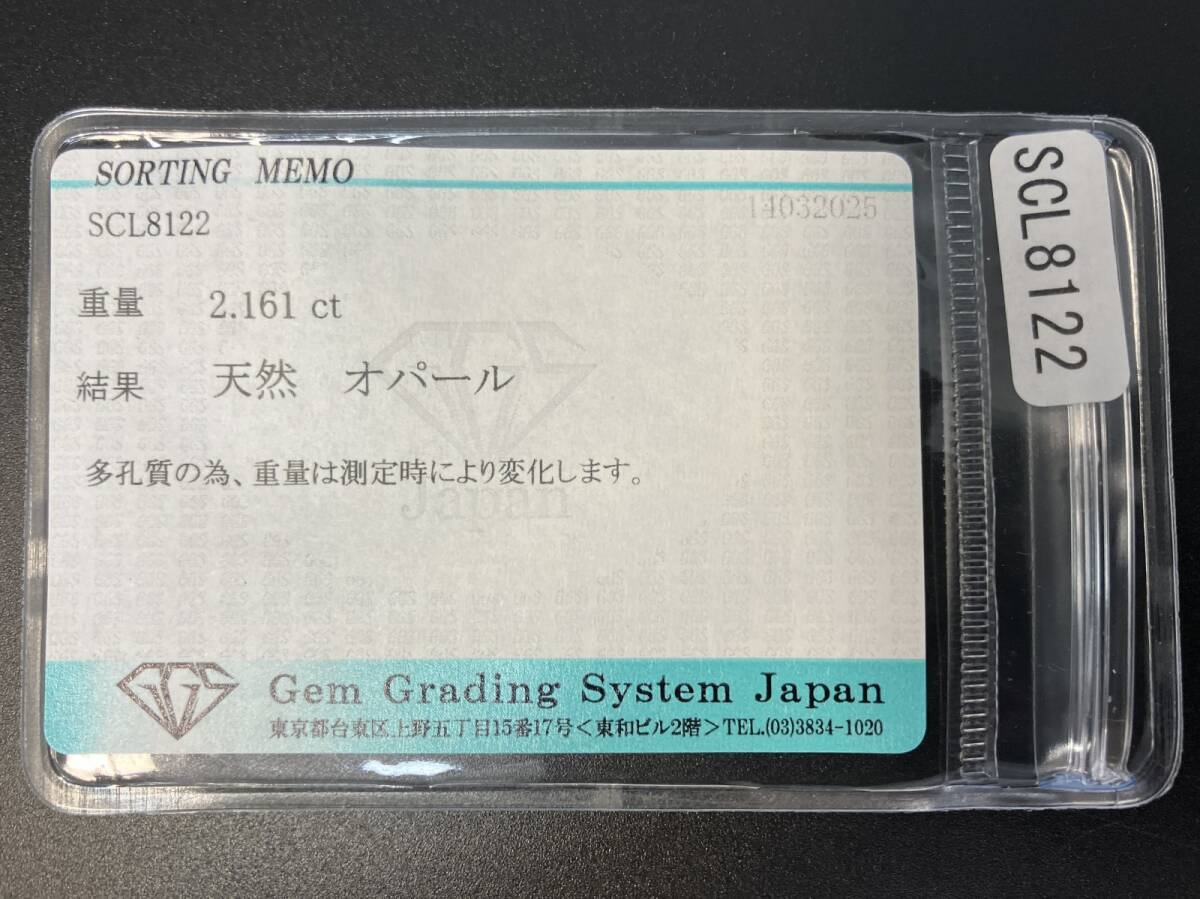 SORTING MEMO
SCL8122
14032025
重量 2.161 ct
結果 天然 オパール
多孔質の為、重量は測定時により変化します。
Japan
GGS
Gem Grading System Japan
東京都台東区上野五丁目15番17号<東和ビル2階>TEL.(03)3834-1020
SCL8122